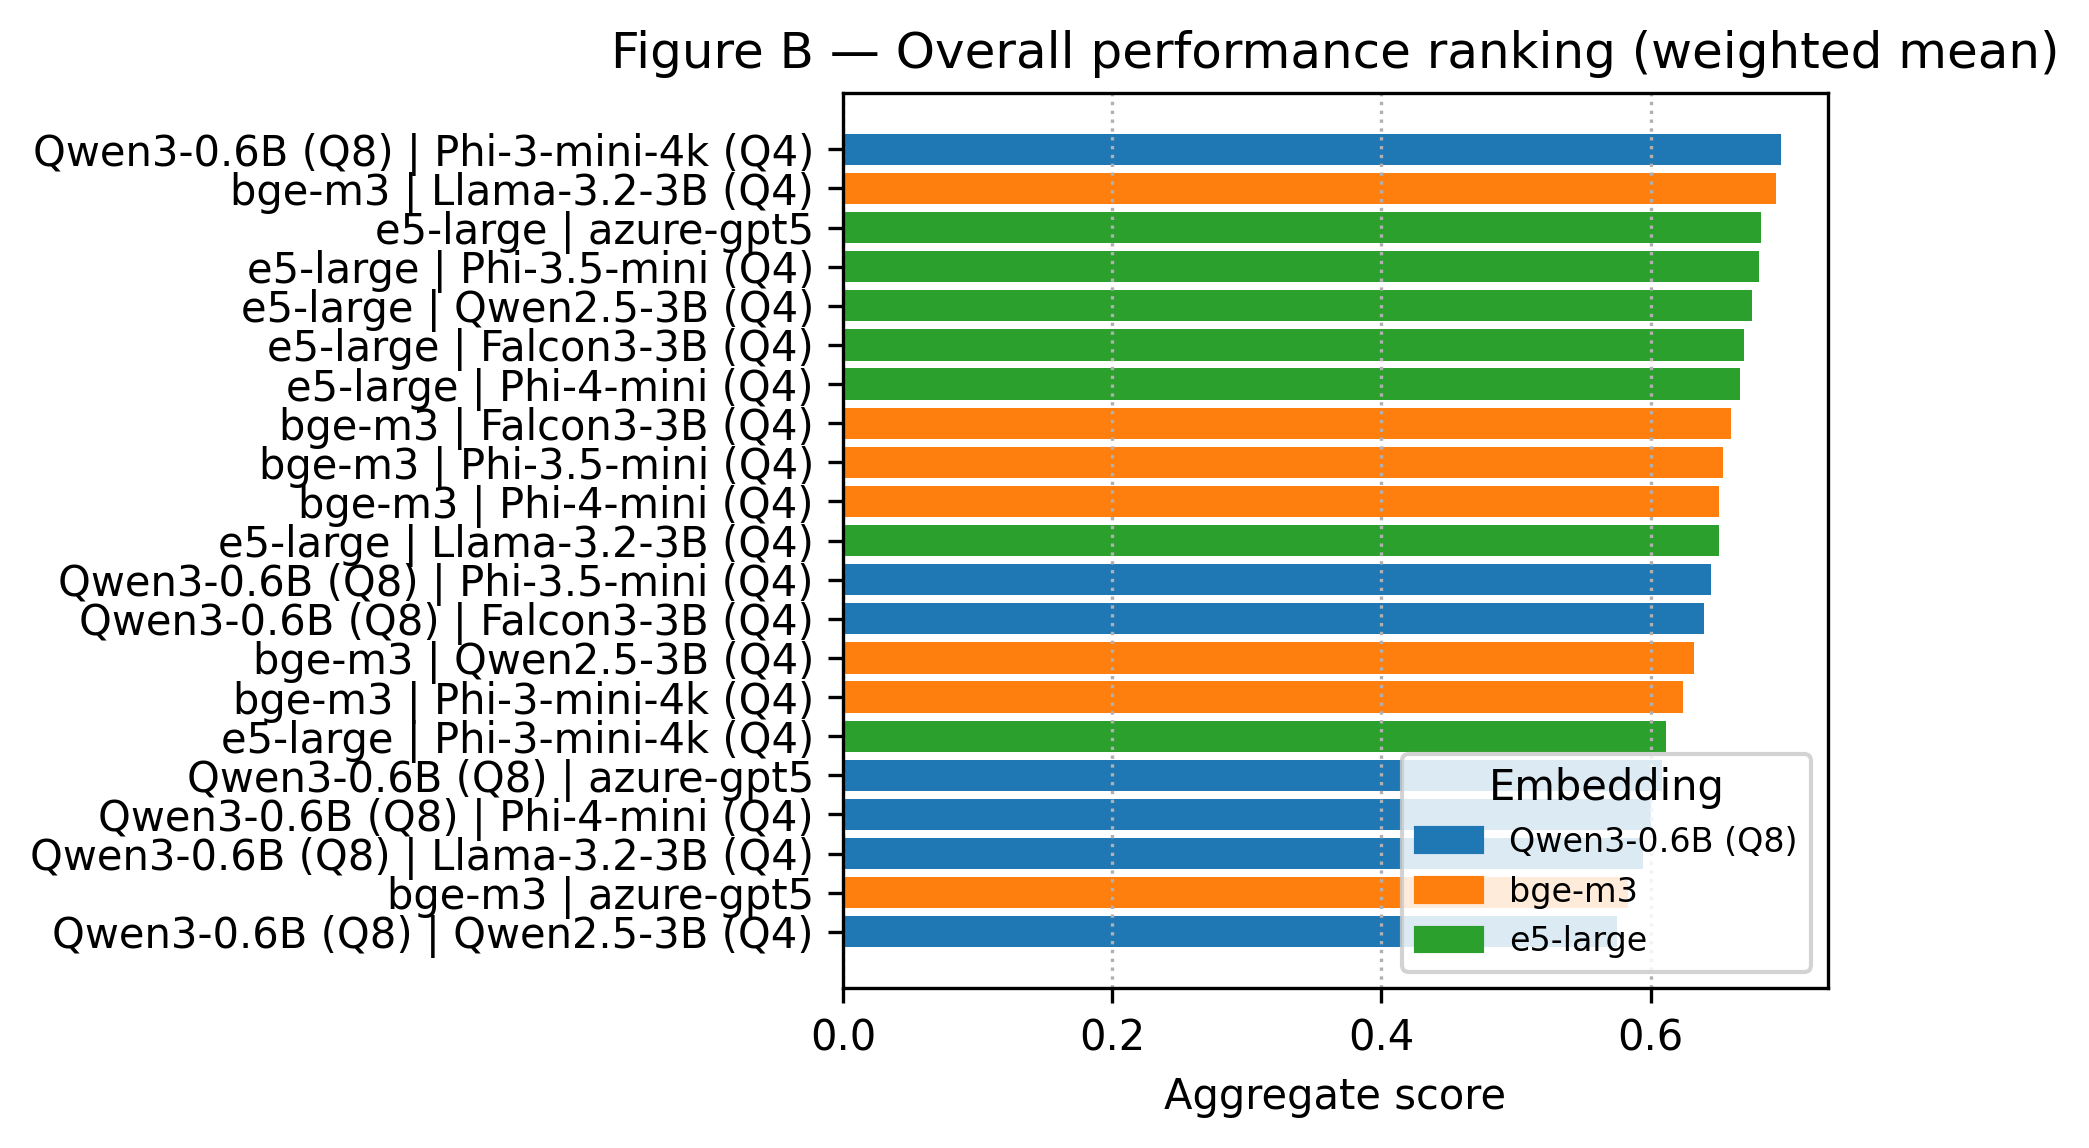 Figure B — Overall performance ranking (weighted mean)
Qwen3-0.6B (Q8) | Phi-3-mini-4k (Q4)
bge-m3 | Llama-3.2-3B (Q4)
e5-large | azure-gpt5
e5-large | Phi-3.5-mini (Q4)
e5-large | Qwen2.5-3B (Q4)
e5-large | Falcon3-3B (Q4)
e5-large | Phi-4-mini (Q4)
bge-m3 | Falcon3-3B (Q4)
bge-m3 | Phi-3.5-mini (Q4)
bge-m3 | Phi-4-mini (Q4)
e5-large | Llama-3.2-3B (Q4)
Qwen3-0.6B (Q8) | Phi-3.5-mini (Q4)
Qwen3-0.6B (Q8) | Falcon3-3B (Q4)
bge-m3 | Qwen2.5-3B (Q4)
bge-m3 | Phi-3-mini-4k (Q4)
e5-large | Phi-3-mini-4k (Q4)
Qwen3-0.6B (Q8) | azure-gpt5
Qwen3-0.6B (Q8) | Phi-4-mini (Q4)
Qwen3-0.6B (Q8) | Llama-3.2-3B (Q4)
bge-m3 | azure-gpt5
Qwen3-0.6B (Q8) | Qwen2.5-3B (Q4)
Embedding
Qwen3-0.6B (Q8)
bge-m3
e5-large
0.0 0.2 0.4 0.6
Aggregate score